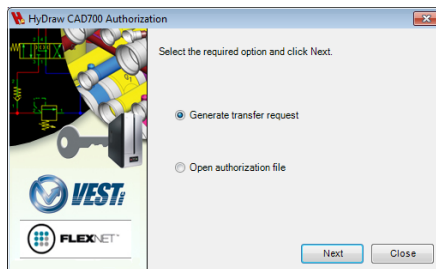 HyDraw CAD700 Authorization
Select the required option and click Next.
Generate transfer request
Open authorization file
VEST
FLEXNET
Next
Close